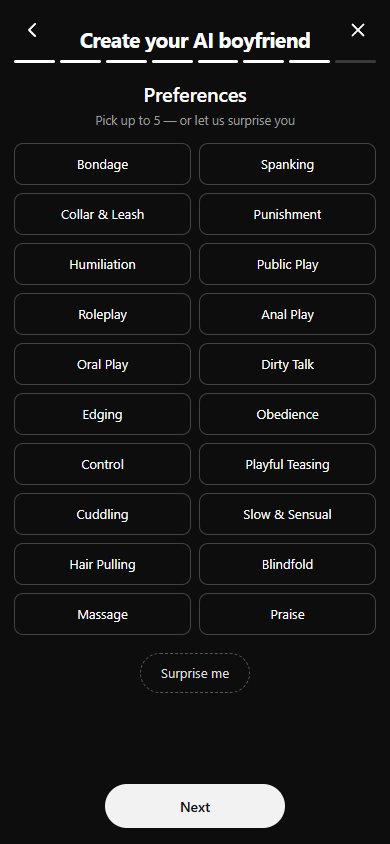 Create your AI boyfriend
Preferences
Pick up to 5 — or let us surprise you
Bondage
Spanking
Collar & Leash
Punishment
Humiliation
Public Play
Roleplay
Anal Play
Oral Play
Dirty Talk
Edging
Obedience
Control
Playful Teasing
Cuddling
Slow & Sensual
Hair Pulling
Blindfold
Massage
Praise
Surprise me
Next